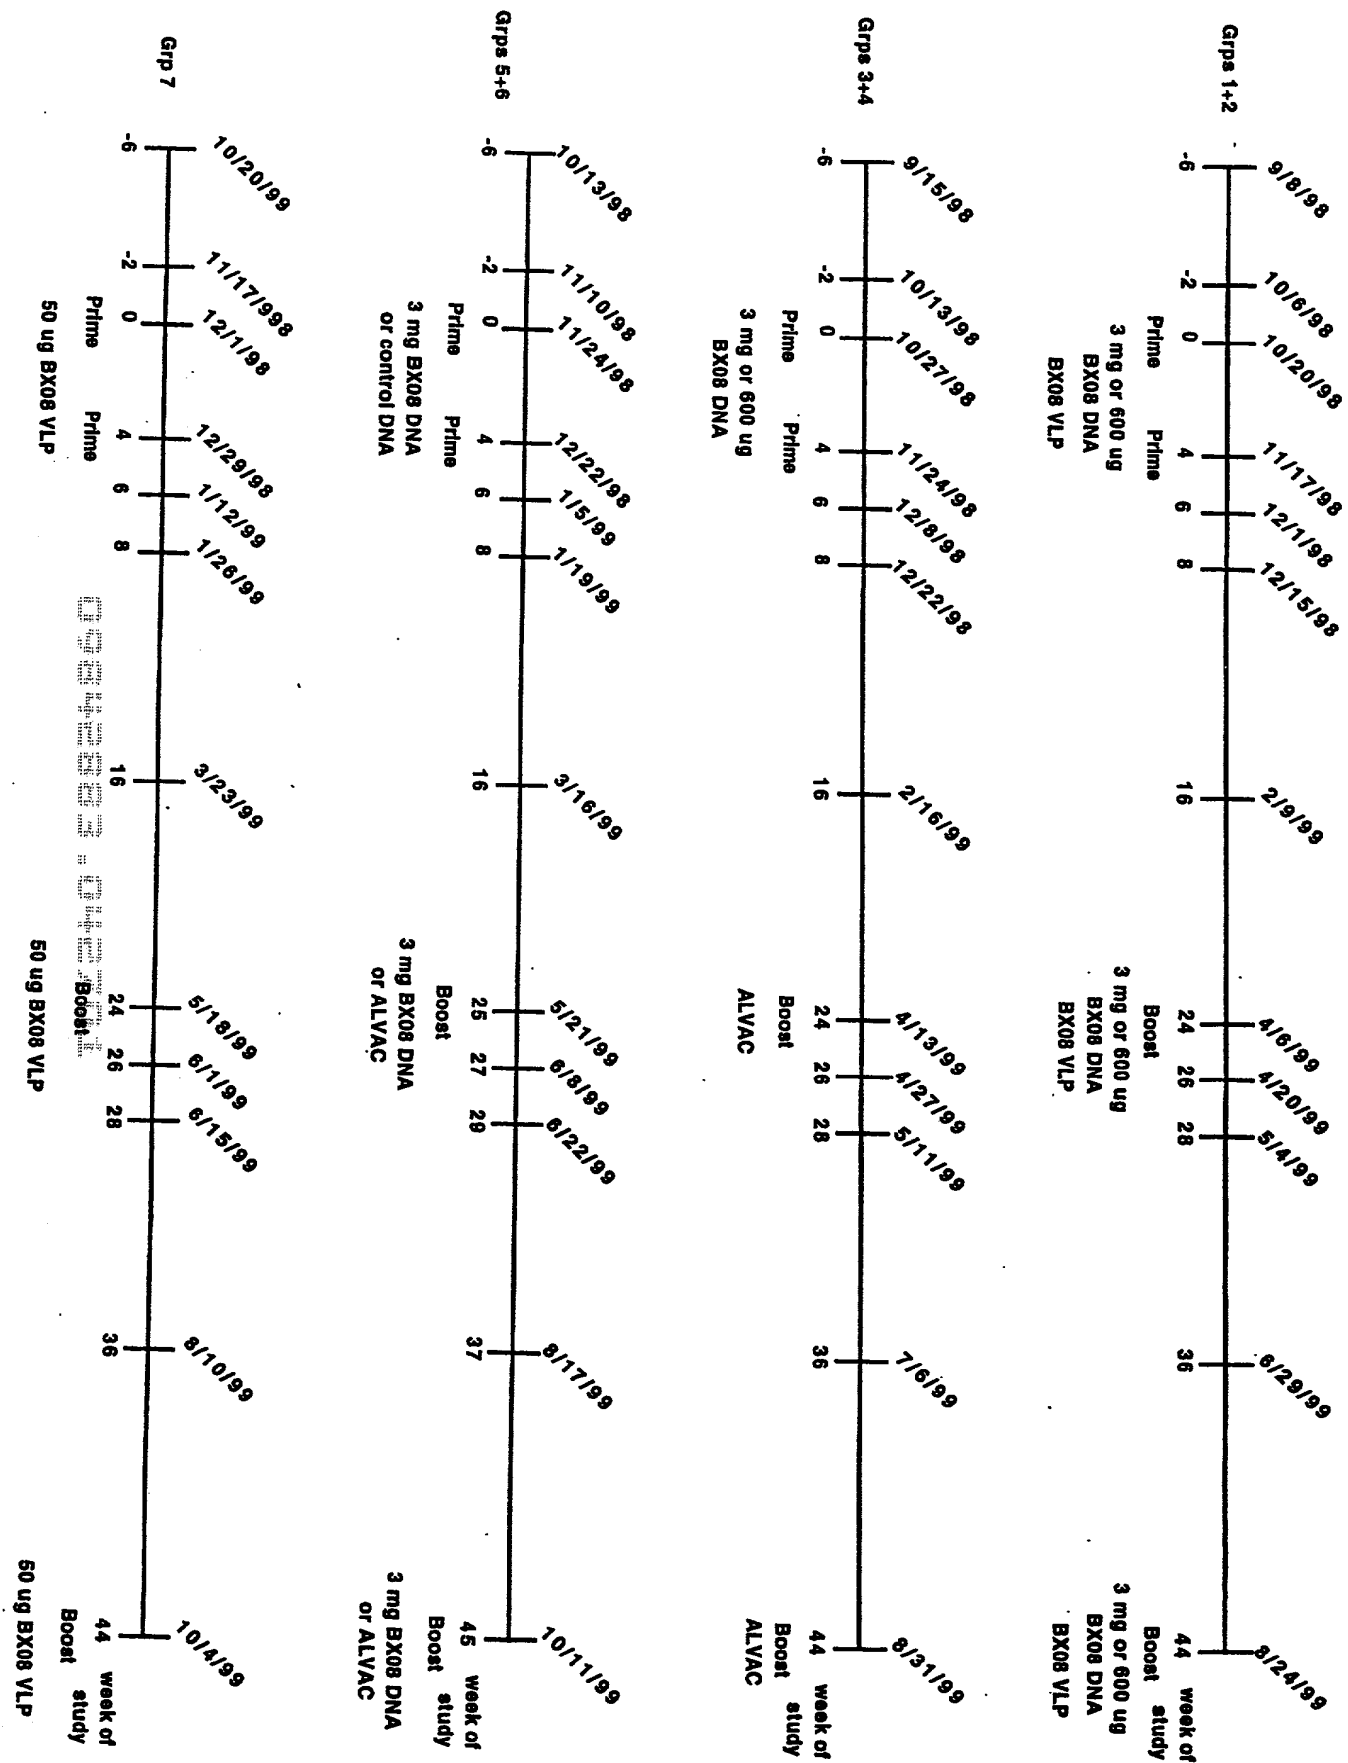 Grps 1+2
9/8/98
10/6/98
10/20/98
11/17/98
12/1/98
12/15/98
2/9/99
4/6/99
4/20/99
5/4/99
6/29/99
8/24/99
-6
-2
0
4
6
8
16
24
26
28
36
44 week of
Prime
Prime
Boost
Boost study
3 mg or 600 ug
BX08 DNA
BX08 VLP
3 mg or 600 ug
BX08 DNA
BX08 VLP
3 mg or 600 ug
BX08 DNA
BX08 VLP
Grps 3+4
9/15/98
10/13/98
10/27/98
11/24/98
12/8/98
12/22/98
2/16/99
4/13/99
4/27/99
5/11/99
7/6/99
8/31/99
-6
-2
0
4
6
8
16
24
26
28
36
44 week of
Prime
Prime
Boost
Boost study
3 mg or 600 ug
BX08 DNA
ALVAC
ALVAC
Grps 5+6
10/13/98
11/10/98
11/24/98
12/22/98
1/5/99
1/19/99
3/16/99
5/21/99
6/8/99
6/22/99
8/17/99
10/11/99
-6
-2
0
4
6
8
16
25
27
29
37
45 week of
Prime
Prime
Boost
Boost study
3 mg BX08 DNA
or control DNA
3 mg BX08 DNA
or ALVAC
3 mg BX08 DNA
or ALVAC
Grp 7
10/20/99
11/17/998
12/1/98
12/29/98
1/12/99
1/26/99
3/23/99
5/18/99
6/1/99
6/15/99
8/10/99
10/4/99
-6
-2
0
4
6
8
16
24
26
28
36
44 week of
Prime
Prime
Boost
Boost study
50 ug BX08 VLP
50 ug BX08 VLP
50 ug BX08 VLP